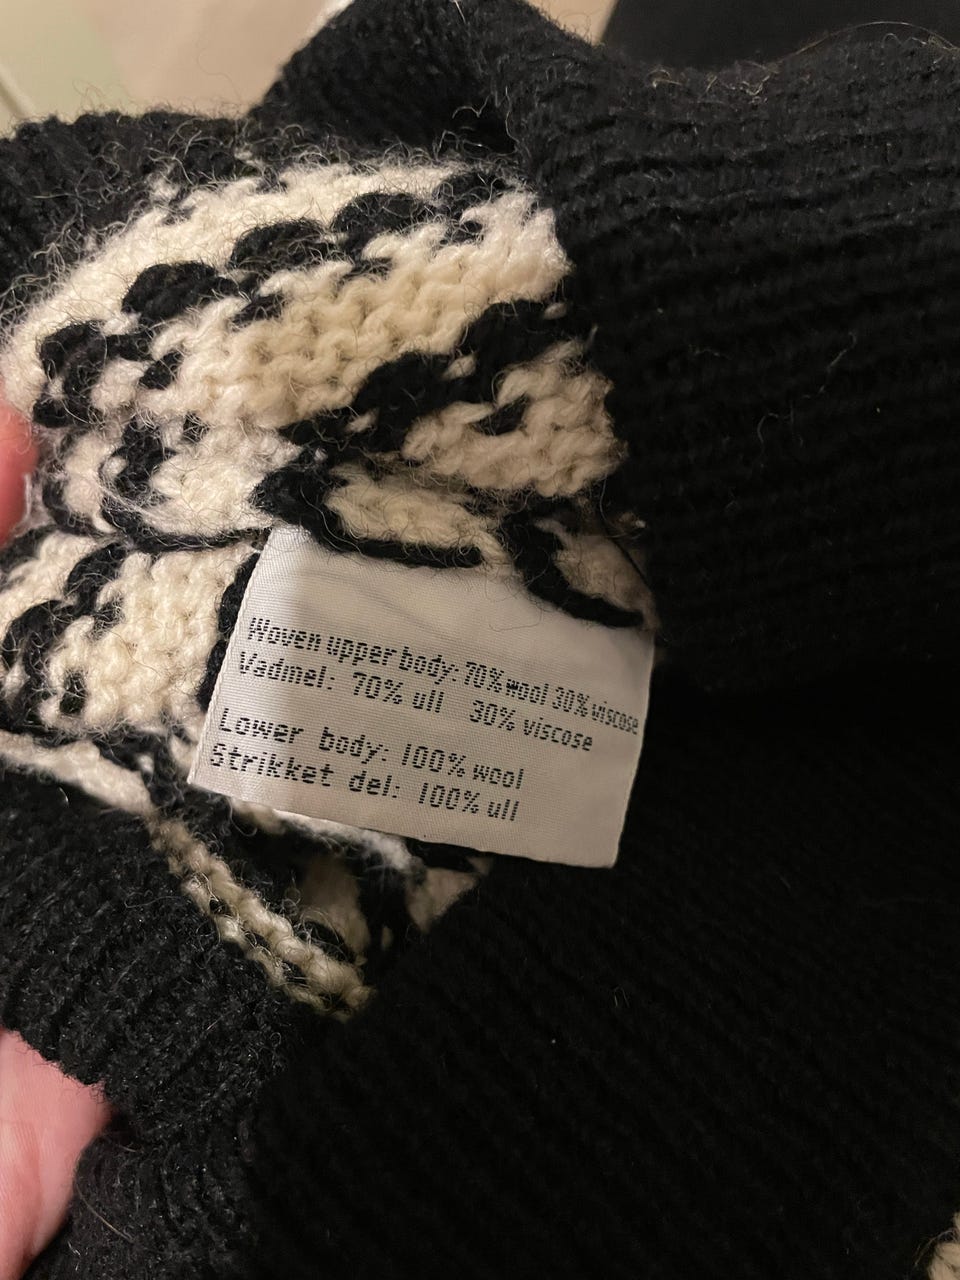 Woven upper body: 70% wool 30% viscose
Vadmel: 70% ull 30% viscose
Lower body: 100% wool
Strikket del: 100% ull